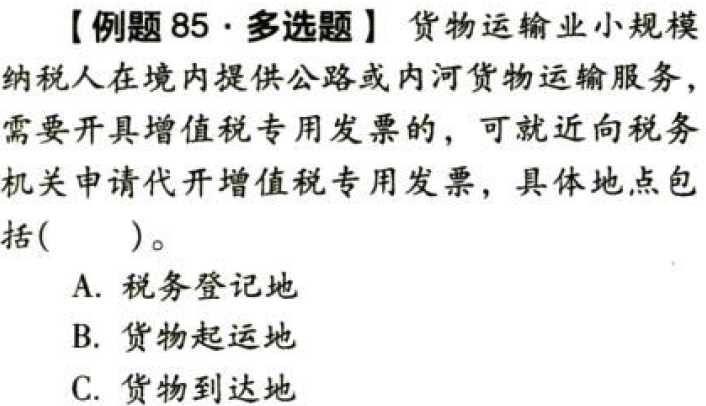 【例题 85·多选题】 货物运输业小规模
纳税人在境内提供公路或内河货物运输服务，
需要开具增值税专用发票的，可就近向税务
机关申请代开增值税专用发票，具体地点包
括(　　)。
A. 税务登记地
B. 货物起运地
C. 货物到达地